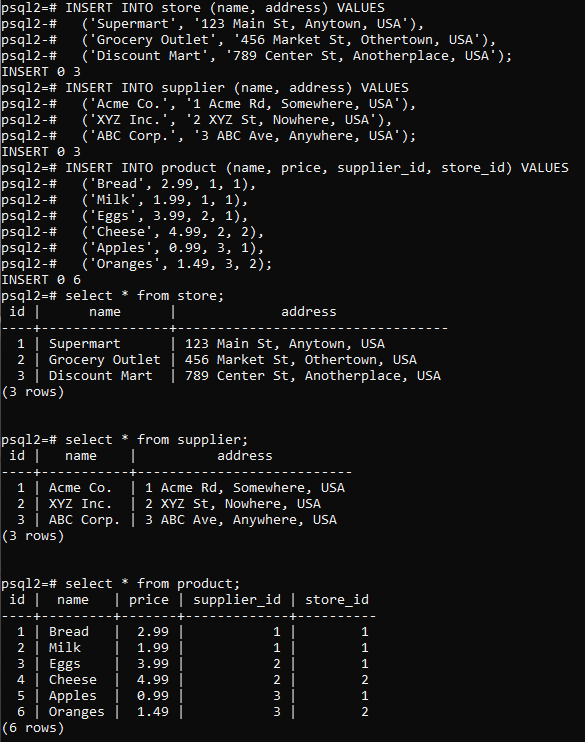 psql2=# INSERT INTO store (name, address) VALUES
psql2-#   ('Supermart', '123 Main St, Anytown, USA'),
psql2-#   ('Grocery Outlet', '456 Market St, Othertown, USA'),
psql2-#   ('Discount Mart', '789 Center St, Anotherplace, USA');
INSERT 0 3
psql2=# INSERT INTO supplier (name, address) VALUES
psql2-#   ('Acme Co.', '1 Acme Rd, Somewhere, USA'),
psql2-#   ('XYZ Inc.', '2 XYZ St, Nowhere, USA'),
psql2-#   ('ABC Corp.', '3 ABC Ave, Anywhere, USA');
INSERT 0 3
psql2=# INSERT INTO product (name, price, supplier_id, store_id) VALUES
psql2-#   ('Bread', 2.99, 1, 1),
psql2-#   ('Milk', 1.99, 1, 1),
psql2-#   ('Eggs', 3.99, 2, 1),
psql2-#   ('Cheese', 4.99, 2, 2),
psql2-#   ('Apples', 0.99, 3, 1),
psql2-#   ('Oranges', 1.49, 3, 2);
INSERT 0 6
psql2=# select * from store;
 id |      name      |             address
----+----------------+----------------------------------
  1 | Supermart      | 123 Main St, Anytown, USA
  2 | Grocery Outlet | 456 Market St, Othertown, USA
  3 | Discount Mart  | 789 Center St, Anotherplace, USA
(3 rows)


psql2=# select * from supplier;
 id |   name    |          address
----+-----------+---------------------------
  1 | Acme Co.  | 1 Acme Rd, Somewhere, USA
  2 | XYZ Inc.  | 2 XYZ St, Nowhere, USA
  3 | ABC Corp. | 3 ABC Ave, Anywhere, USA
(3 rows)


psql2=# select * from product;
 id |  name   | price | supplier_id | store_id
----+---------+-------+-------------+----------
  1 | Bread   |  2.99 |           1 |        1
  2 | Milk    |  1.99 |           1 |        1
  3 | Eggs    |  3.99 |           2 |        1
  4 | Cheese  |  4.99 |           2 |        2
  5 | Apples  |  0.99 |           3 |        1
  6 | Oranges |  1.49 |           3 |        2
(6 rows)